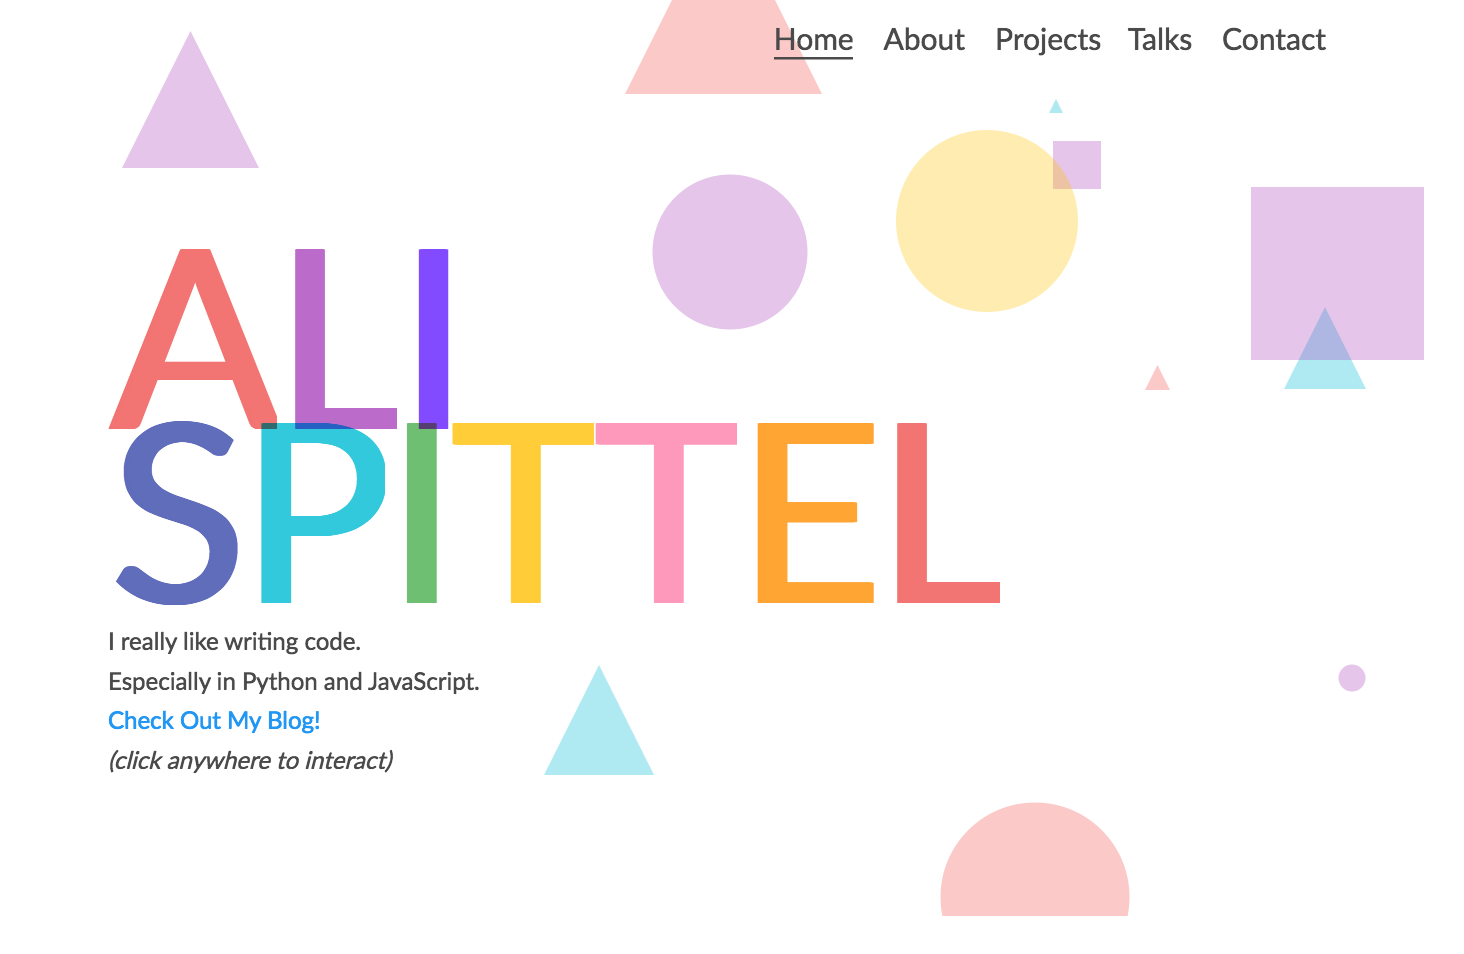 Home About Projects Talks Contact
ALI
SPITTEL
I really like writing code.
Especially in Python and JavaScript.
Check Out My Blog!
(click anywhere to interact)